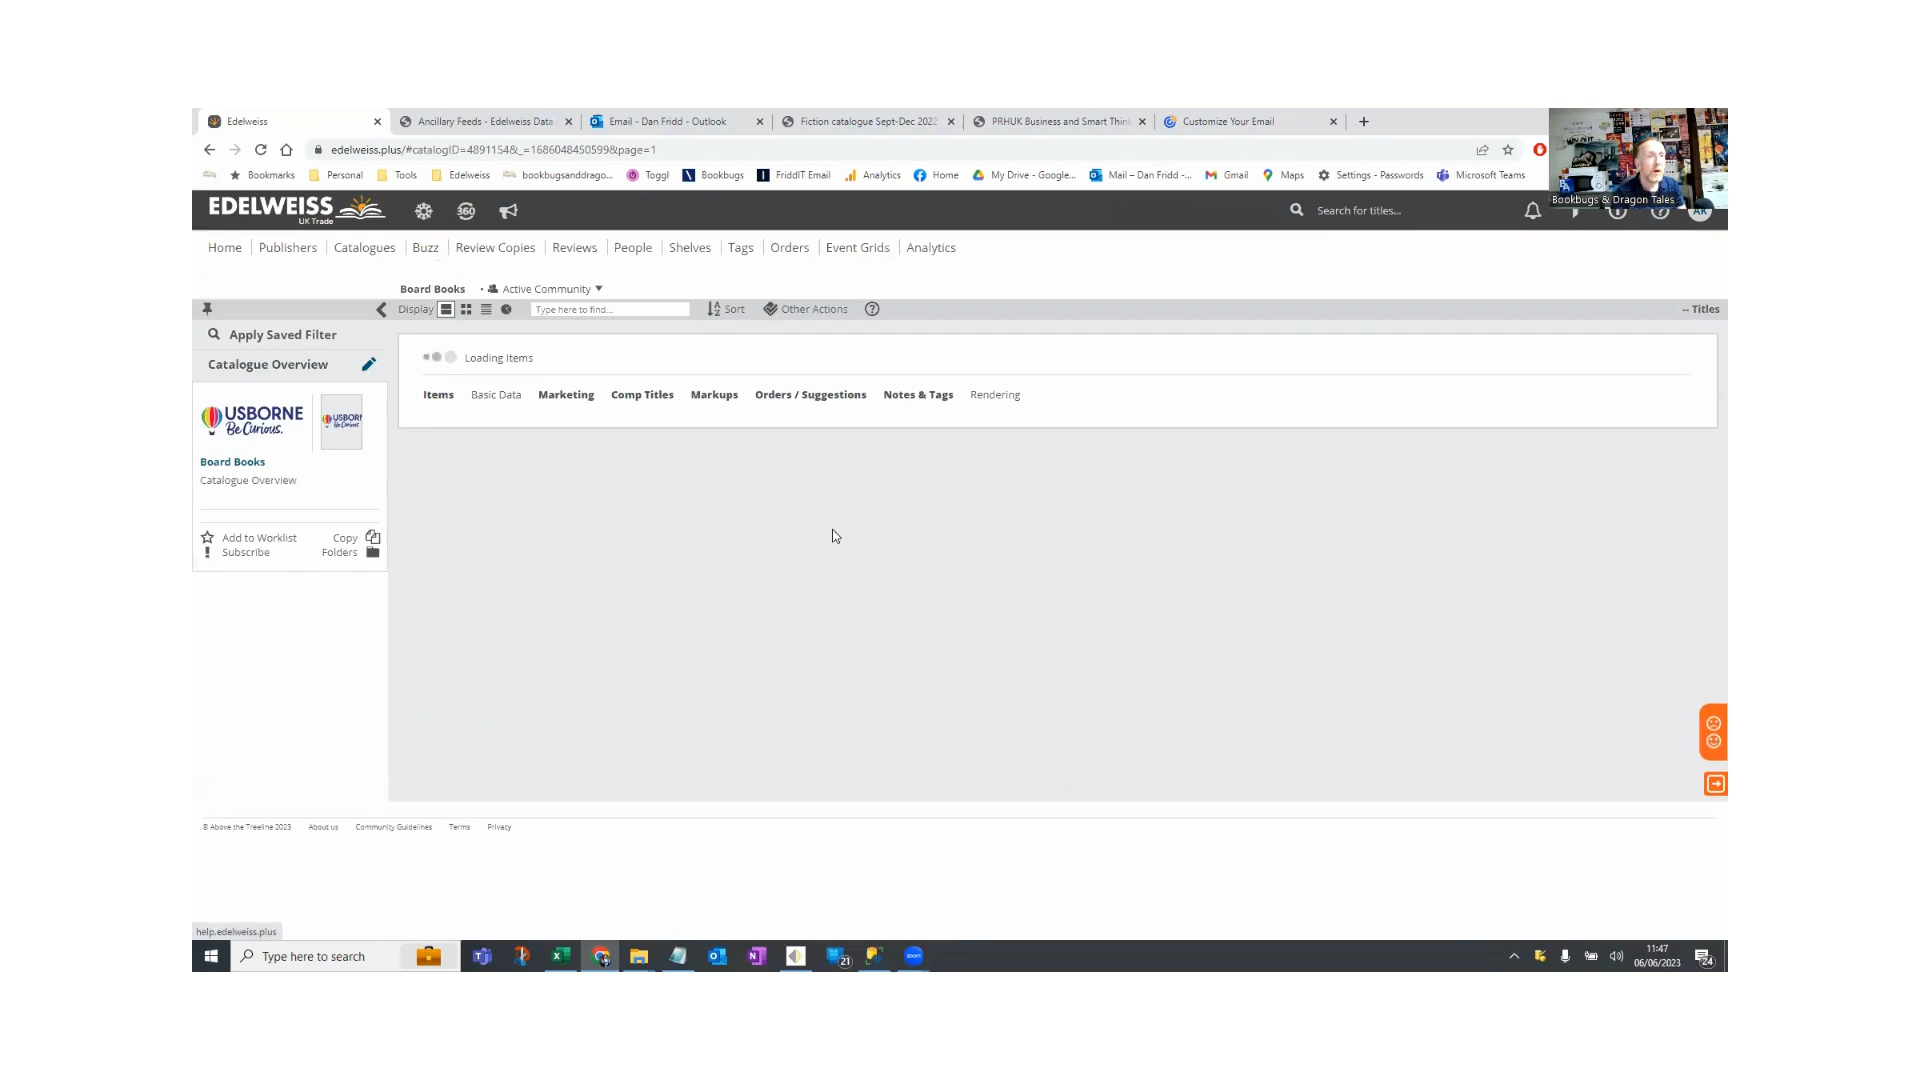 Edelweiss
Ancillary Feeds - Edelweiss Data
Email - Dan Fridd - Outlook
Fiction catalogue Sept-Dec 2022
PRHUK Business and Smart Think
Customize Your Email
edelweiss.plus/#catalogID=4891154&_=1686048450599&page=1
Bookmarks
Personal
Tools
Edelweiss
bookbugsanddrago...
Toggl
Bookbugs
FriddIT Email
Analytics
Home
My Drive - Google...
Mail – Dan Fridd -...
Gmail
Maps
Settings - Passwords
Microsoft Teams
Bookbugs & Dragon Tales
EDELWEISS
UK Trade
360
Search for titles...
AR
Home
Publishers
Catalogues
Buzz
Review Copies
Reviews
People
Shelves
Tags
Orders
Event Grids
Analytics
Board Books
Active Community
Display
Type here to find...
Sort
Other Actions
-- Titles
Apply Saved Filter
Catalogue Overview
Loading Items
Items
Basic Data
Marketing
Comp Titles
Markups
Orders / Suggestions
Notes & Tags
Rendering
USBORNE
Be Curious.
Board Books
Catalogue Overview
Add to Worklist
Copy
Subscribe
Folders
© Above the Treeline 2023
About us
Community Guidelines
Terms
Privacy
help.edelweiss.plus
Type here to search
21
zoom
11:47
06/06/2023
24